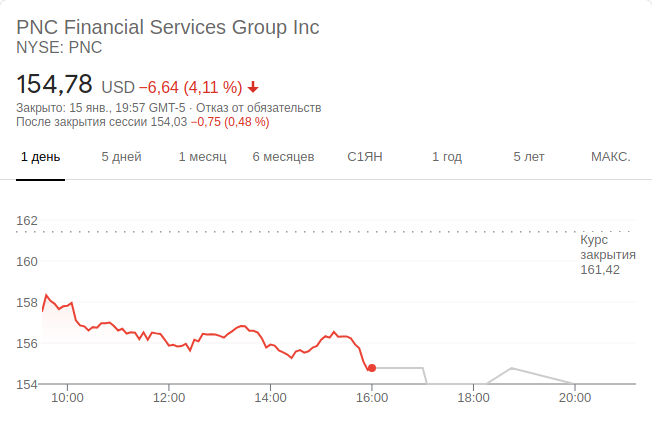 PNC Financial Services Group Inc
NYSE: PNC
154,78 USD −6,64 (4,11 %)
Закрыто: 15 янв., 19:57 GMT-5 · Отказ от обязательств
После закрытия сессии 154,03 −0,75 (0,48 %)
1 день 5 дней 1 месяц 6 месяцев С1ЯН 1 год 5 лет МАКС.
162
Курс
закрытия
161,42
160
158
156
154
10:00 12:00 14:00 16:00 18:00 20:00